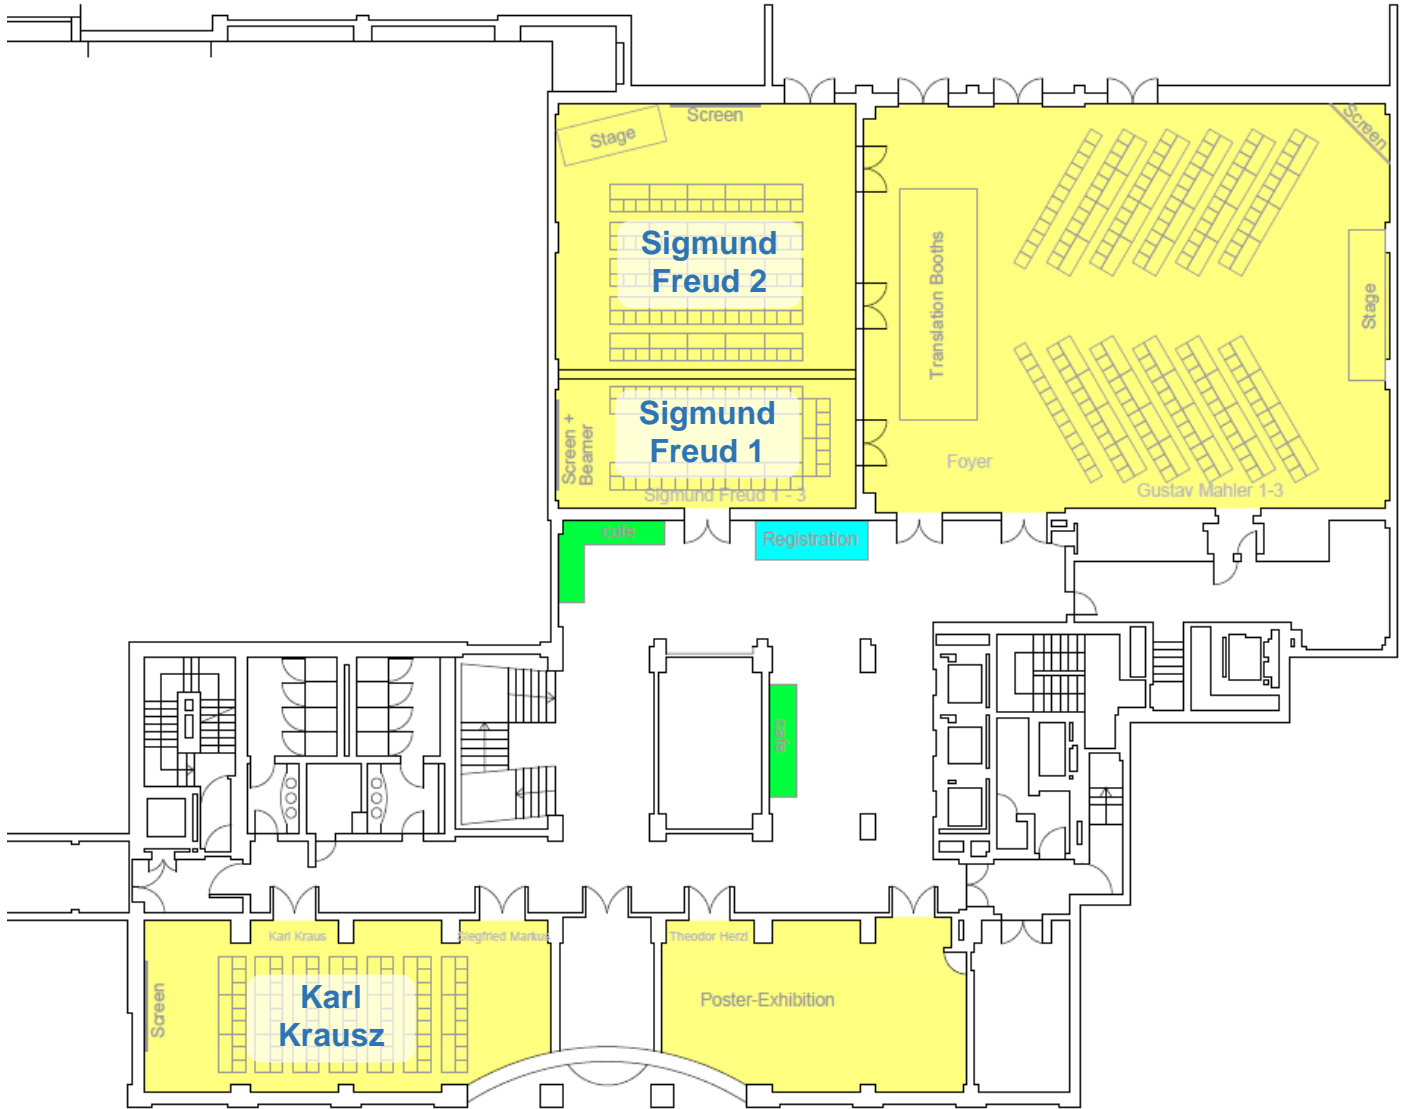 Screen
Screen
Stage
Sigmund
Freud 2
Translation Booths
Stage
Sigmund
Freud 1
Screen +
Beamer
Foyer
Sigmund Freud 1 - 3
Gustav Mahler 1-3
cafe
Registration
cafe
Karl Kraus
Siegfried Markus
Theodor Herzl
Screen
Karl
Krausz
Poster-Exhibition